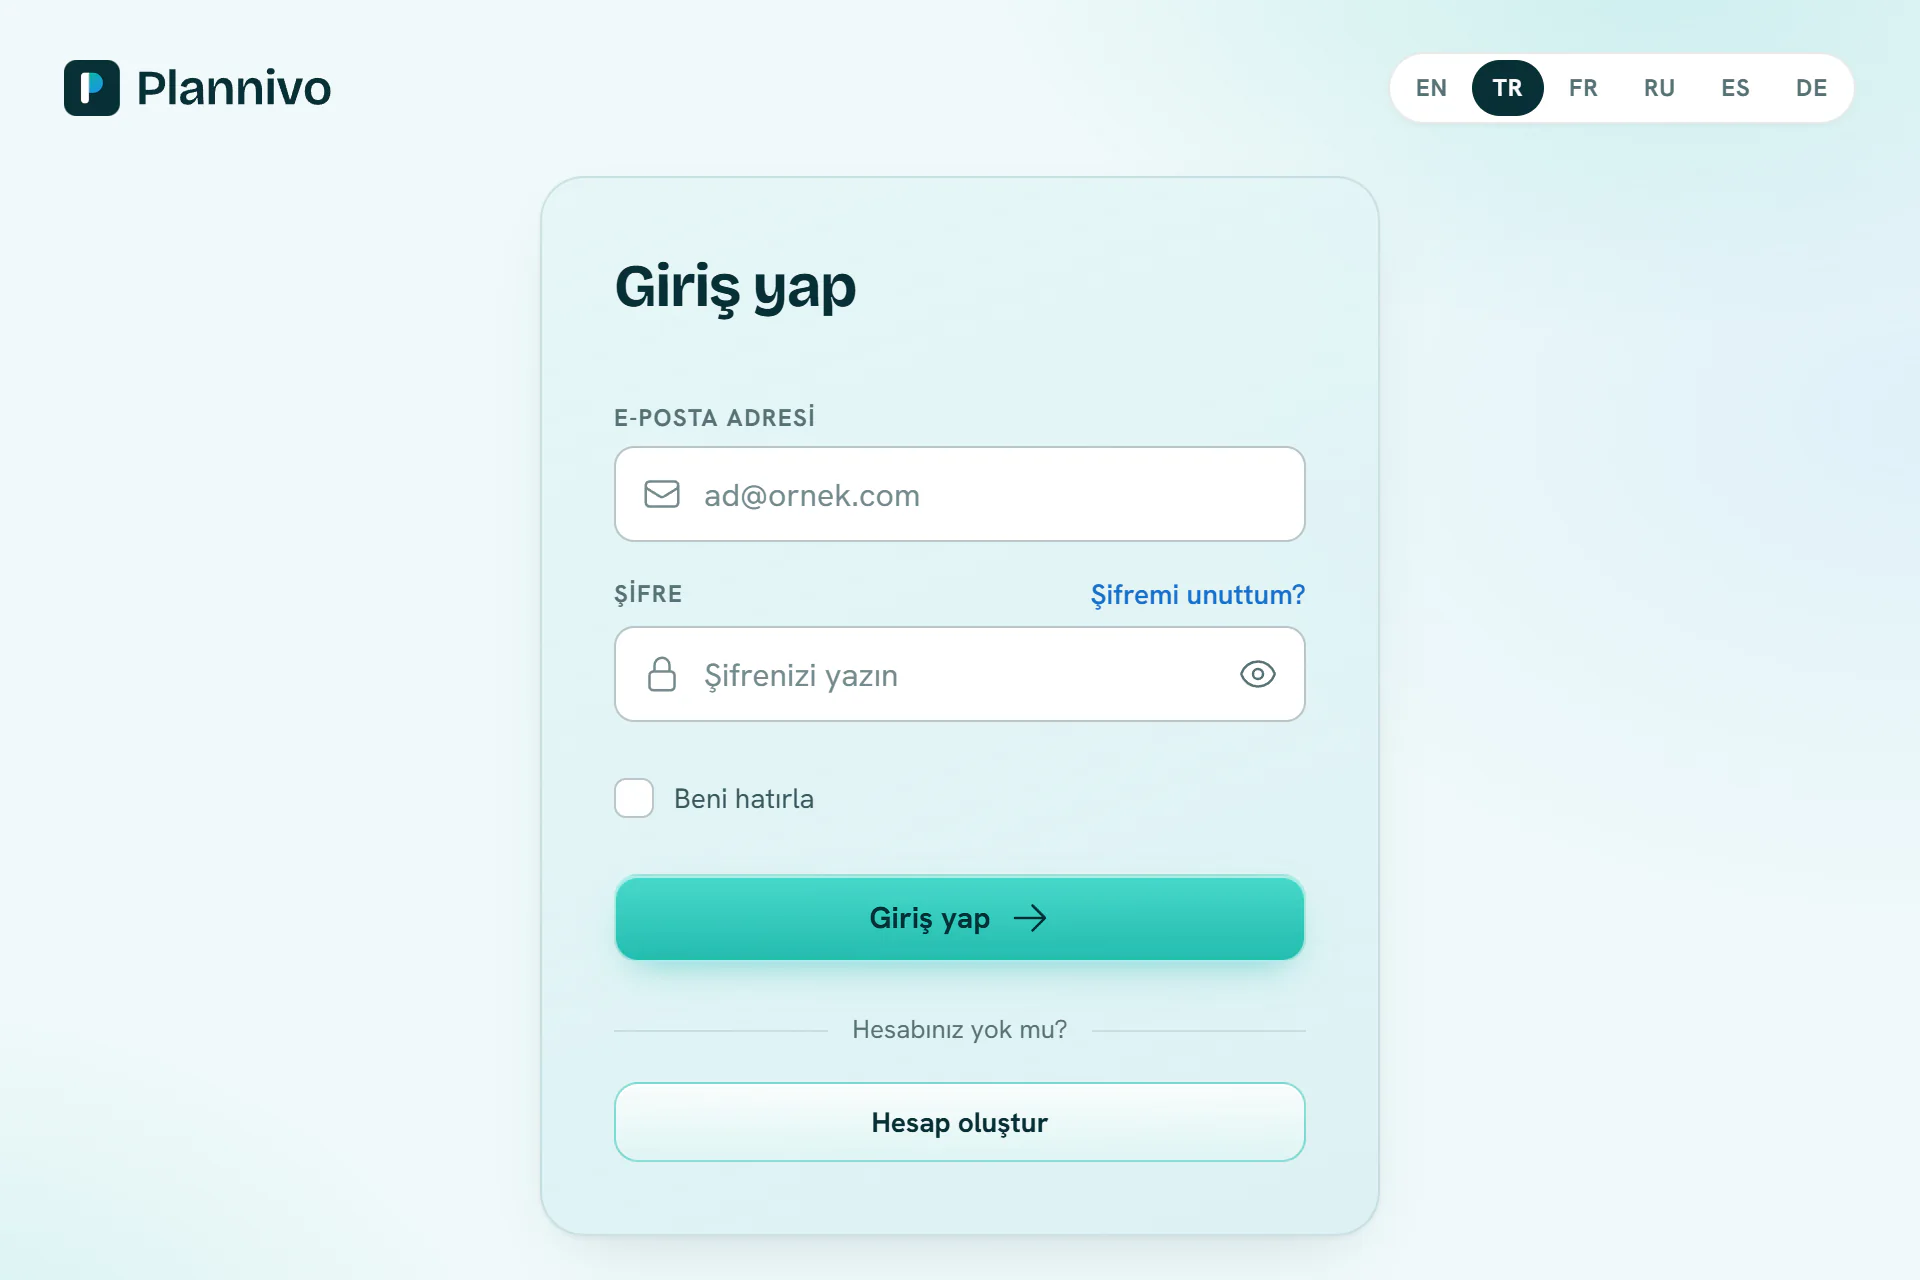 Plannivo
EN TR FR RU ES DE
Giriş yap
E-POSTA ADRESİ
ad@ornek.com
ŞİFRE
Şifremi unuttum?
Şifrenizi yazın
Beni hatırla
Giriş yap
Hesabınız yok mu?
Hesap oluştur